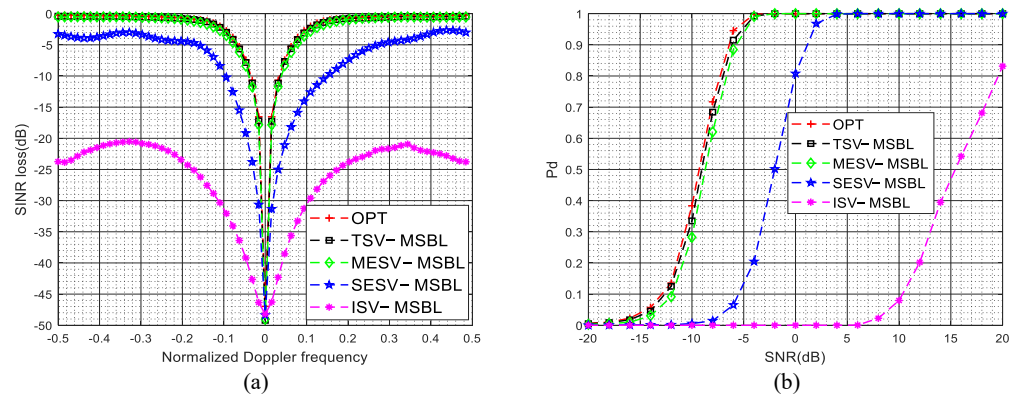 0
-5
-10
-15
-20
-25
-30
-35
-40
-45
-50
SINR loss(dB)
-0.5 -0.4 -0.3 -0.2 -0.1 0 0.1 0.2 0.3 0.4 0.5
Normalized Doppler frequency
OPT
TSV-MSBL
MESV-MSBL
SESV-MSBL
ISV-MSBL
(a)
1
0.9
0.8
0.7
0.6
0.5
0.4
0.3
0.2
0.1
0
Pd
-20 -15 -10 -5 0 5 10 15 20
SNR(dB)
OPT
TSV-MSBL
MESV-MSBL
SESV-MSBL
ISV-MSBL
(b)